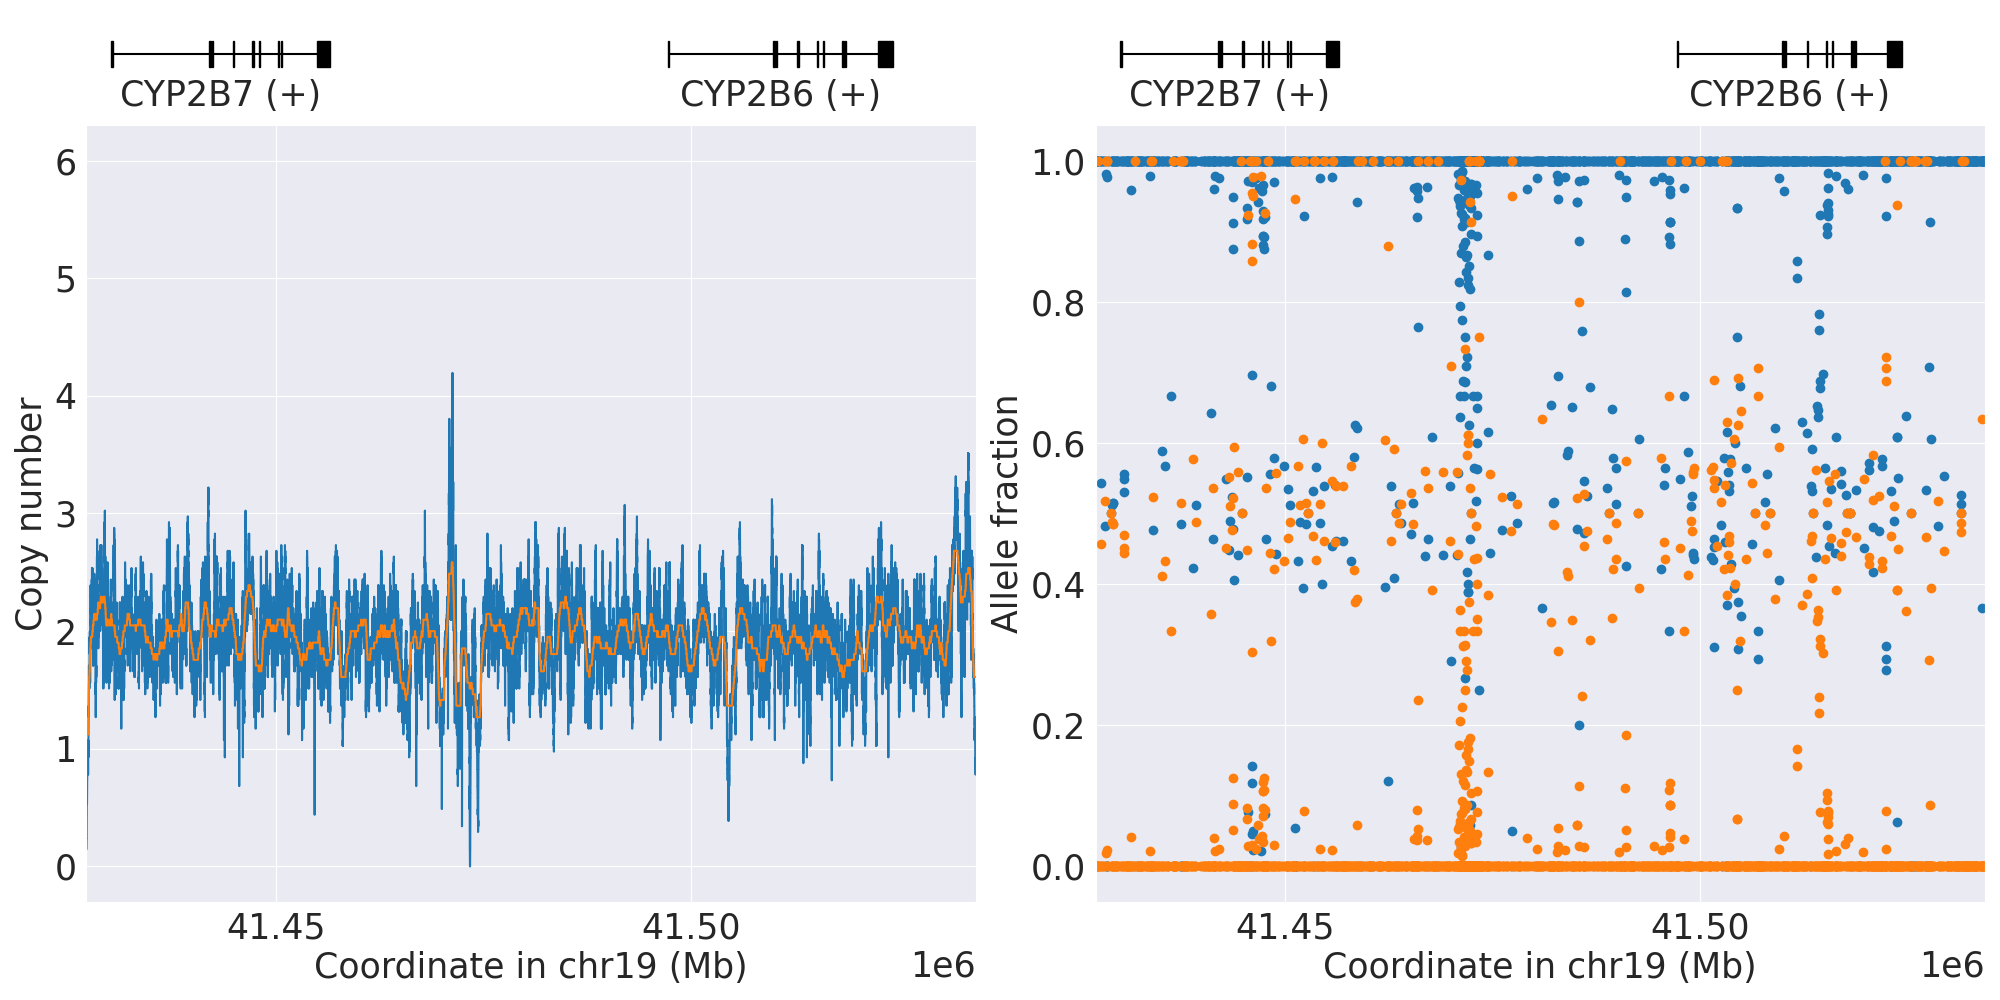 CYP2B7 (+)
CYP2B6 (+)
CYP2B7 (+)
CYP2B6 (+)
6
5
4
3
2
1
0
Copy number
41.45
41.50
Coordinate in chr19 (Mb)
1e6
1.0
0.8
0.6
0.4
0.2
0.0
Allele fraction
41.45
41.50
Coordinate in chr19 (Mb)
1e6